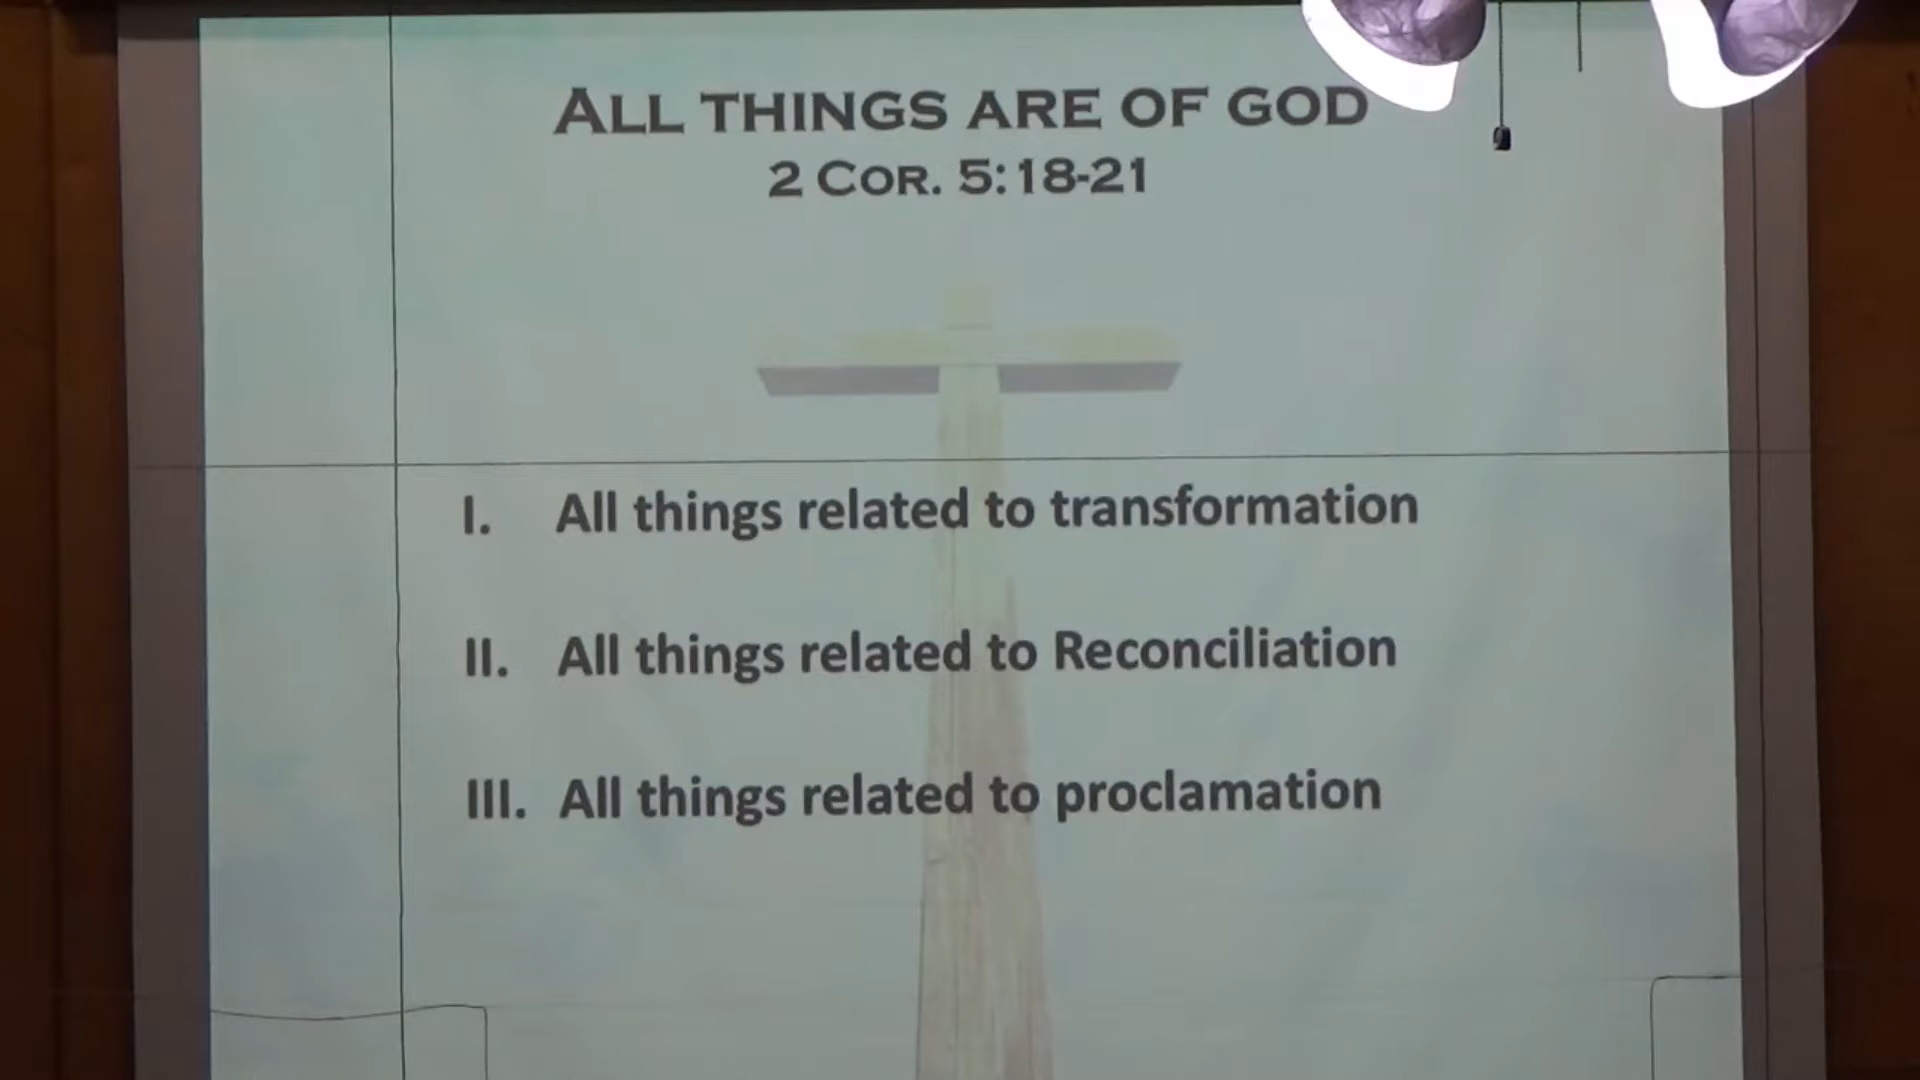 ALL THINGS ARE OF GOD
2 COR. 5:18-21
I. All things related to transformation
II. All things related to Reconciliation
III. All things related to proclamation